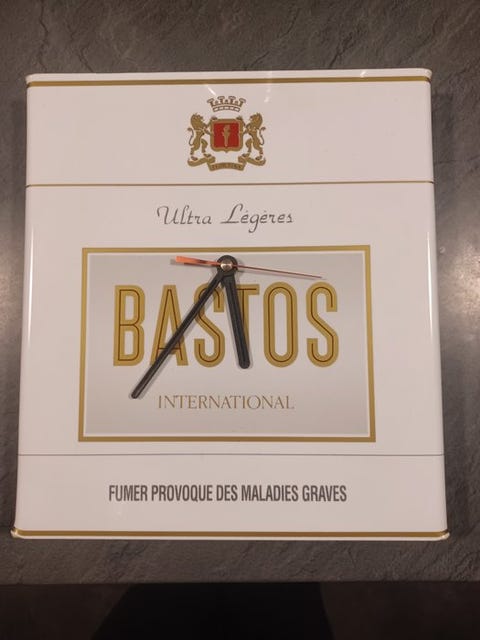 Ultra Légères
BASTOS
INTERNATIONAL
FUMER PROVOQUE DES MALADIES GRAVES